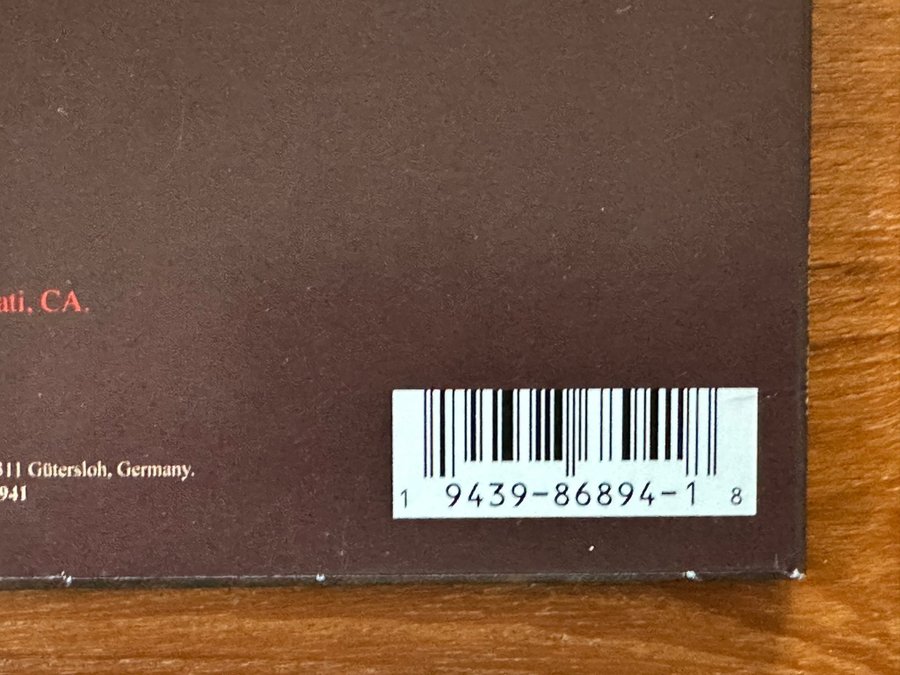 ati, CA.
311 Gütersloh, Germany.
941
1 9439-86894-1 8